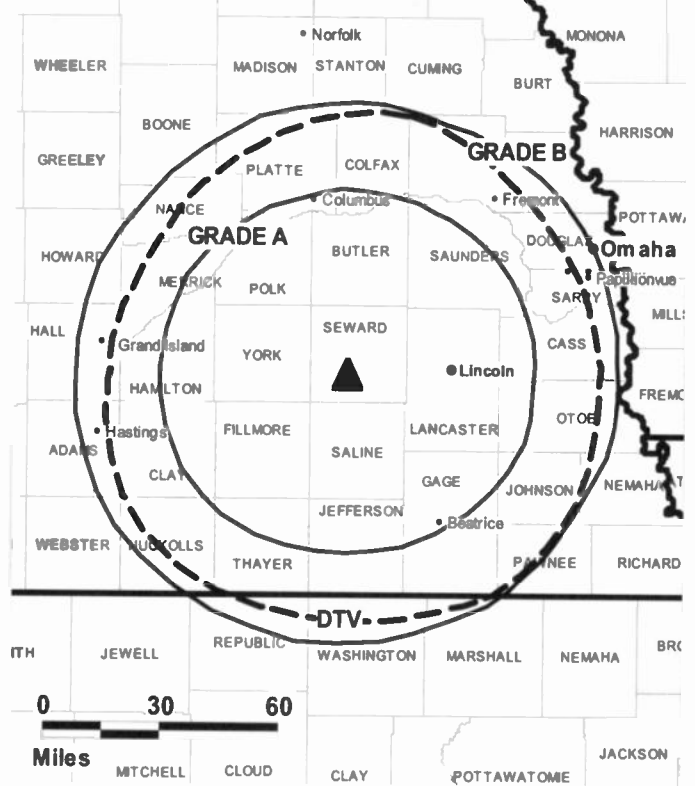 Norfolk
MONONA
WHEELER
MADISON
STANTON
CUMING
BURT
BOONE
HARRISON
GREELEY
GRADE B
PLATTE
COLFAX
NANCE
Columbus
Fremont
POTTAWA
GRADE A
DOUGLAS
Omaha
HOWARD
BUTLER
SAUNDERS
MERRICK
POLK
Papillion
SARPY
MILLS
HALL
SEWARD
Grand Island
YORK
CASS
Lincoln
HAMILTON
FREMO
OTOE
Hastings
FILLMORE
LANCASTER
ADAMS
SALINE
CLAY
GAGE
JOHNSON
NEMAHA
JEFFERSON
Beatrice
WEBSTER
NUCKOLLS
THAYER
PAWNEE
RICHARD
DTV
ITH
JEWELL
REPUBLIC
WASHINGTON
MARSHALL
NEMAHA
BRO
0 30 60
Miles
JACKSON
MITCHELL
CLOUD
CLAY
POTTAWATOMIE